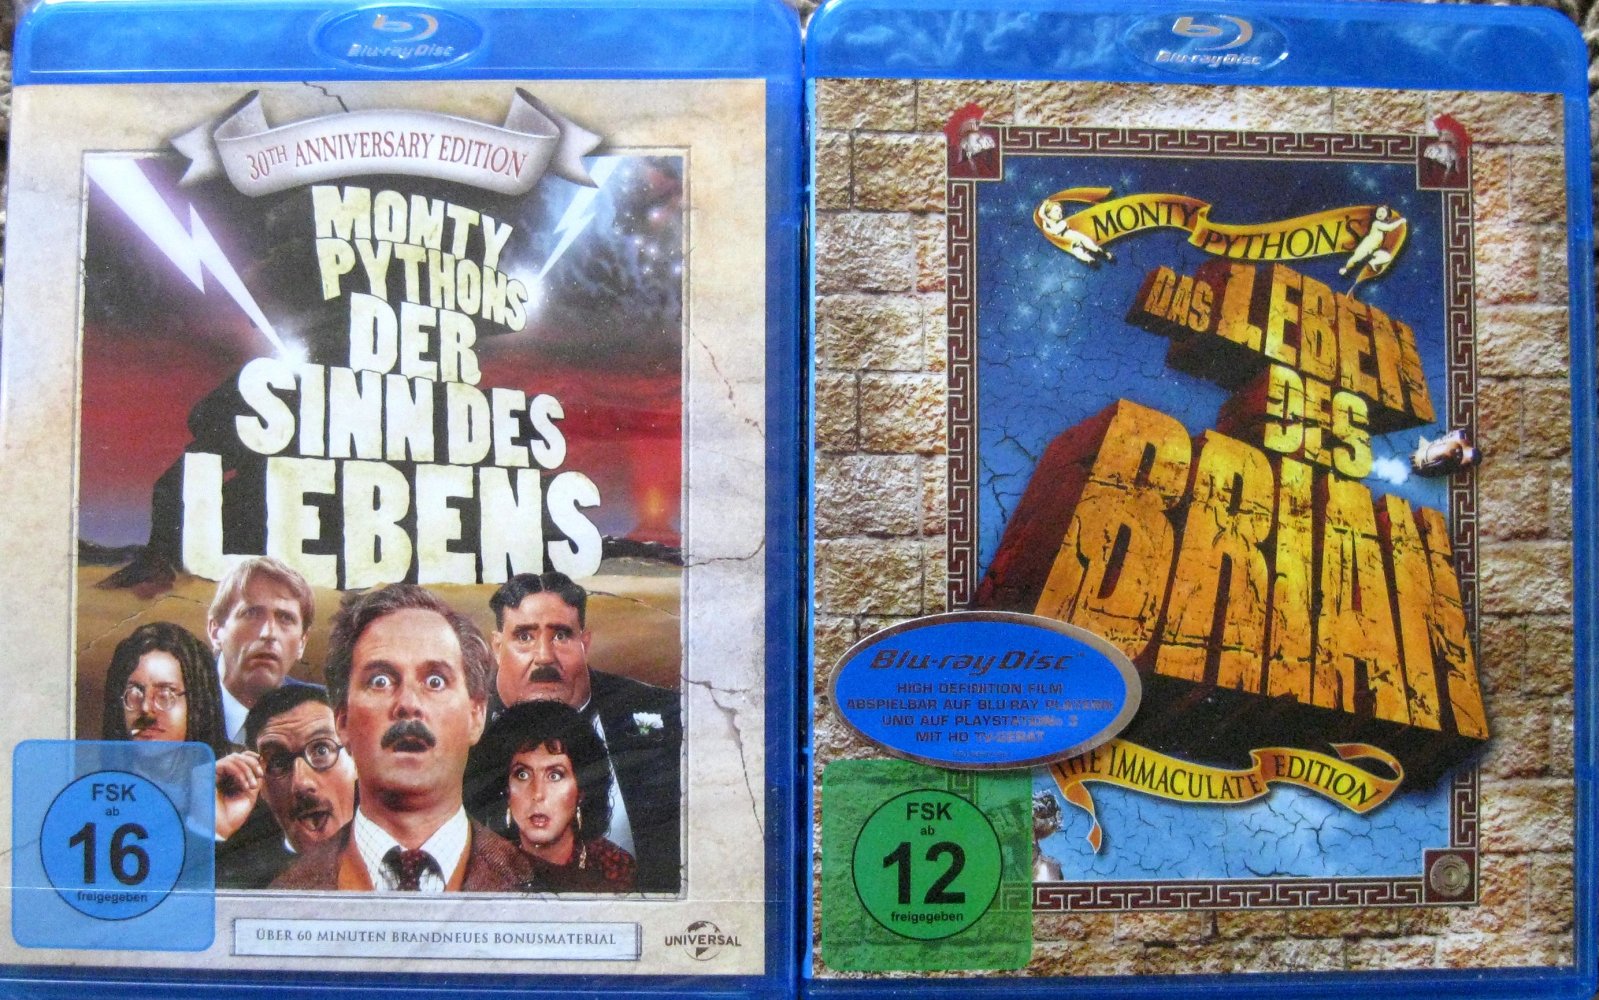 Blu-ray Disc
30TH ANNIVERSARY EDITION
MONTY
PYTHONS
DER
SINN DES
LEBENS
FSK
ab
16
freigegeben
ÜBER 60 MINUTEN BRANDNEUES BONUSMATERIAL
UNIVERSAL
Blu-ray Disc
MONTY PYTHON'S
DAS LEBEN
DES
BRIAN
Blu-ray Disc
HIGH DEFINITION FILM
ABSPIELBAR AUF BLU-RAY PLAYERN
UND AUF PLAYSTATION® 3
MIT HD TV-GERÄT
THE IMMACULATE EDITION
FSK
ab
12
freigegeben